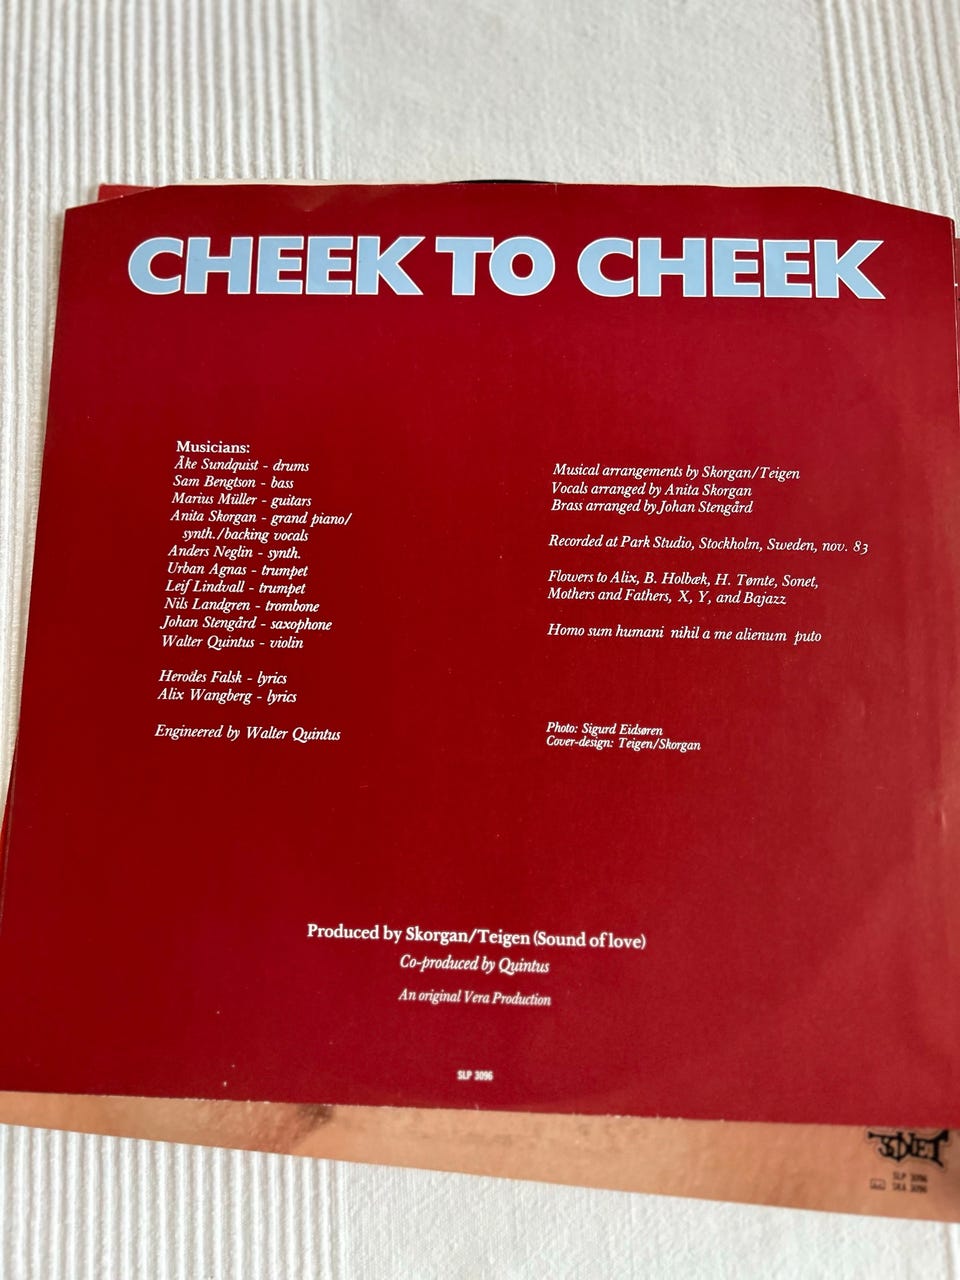 CHEEK TO CHEEK
Musicians:
Åke Sundquist - drums
Sam Bengtson - bass
Marius Müller - guitars
Anita Skorgan - grand piano/
synth./backing vocals
Anders Neglin - synth.
Urban Agnas - trumpet
Leif Lindvall - trumpet
Nils Landgren - trombone
Johan Stengård - saxophone
Walter Quintus - violin
Herodes Falsk - lyrics
Alix Wangberg - lyrics
Engineered by Walter Quintus
Musical arrangements by Skorgan/Teigen
Vocals arranged by Anita Skorgan
Brass arranged by Johan Stengård
Recorded at Park Studio, Stockholm, Sweden, nov. 83
Flowers to Alix, B. Holbæk, H. Tømte, Sonet,
Mothers and Fathers, X, Y, and Bajazz
Homo sum humani nihil a me alienum puto
Photo: Sigurd Eidsøren
Cover-design: Teigen/Skorgan
Produced by Skorgan/Teigen (Sound of love)
Co-produced by Quintus
An original Vera Production
SLP 3096
SONET
SLP 3096
SKA 3096